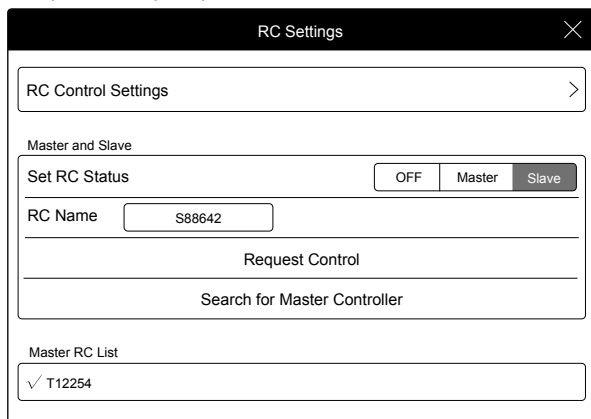 RC Settings
RC Control Settings
Master and Slave
Set RC Status OFF Master Slave
RC Name S88642
Request Control
Search for Master Controller
Master RC List
√ T12254